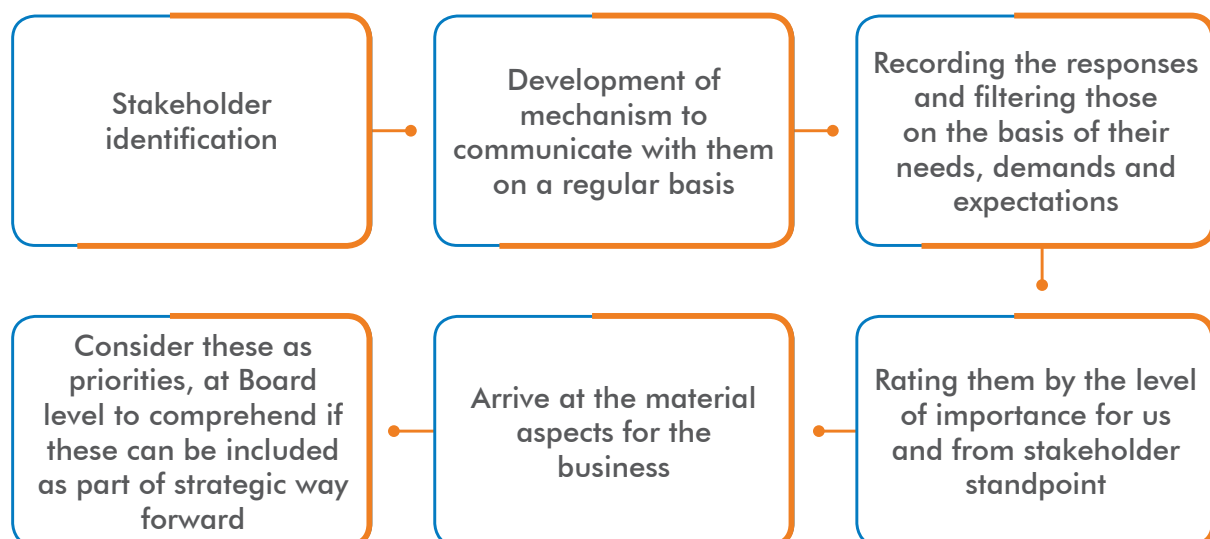 Stakeholder
identification
Development of
mechanism to
communicate with them
on a regular basis
Recording the responses
and filtering those
on the basis of their
needs, demands and
expectations
Rating them by the level
of importance for us
and from stakeholder
standpoint
Arrive at the material
aspects for the
business
Consider these as
priorities, at Board
level to comprehend if
these can be included
as part of strategic way
forward